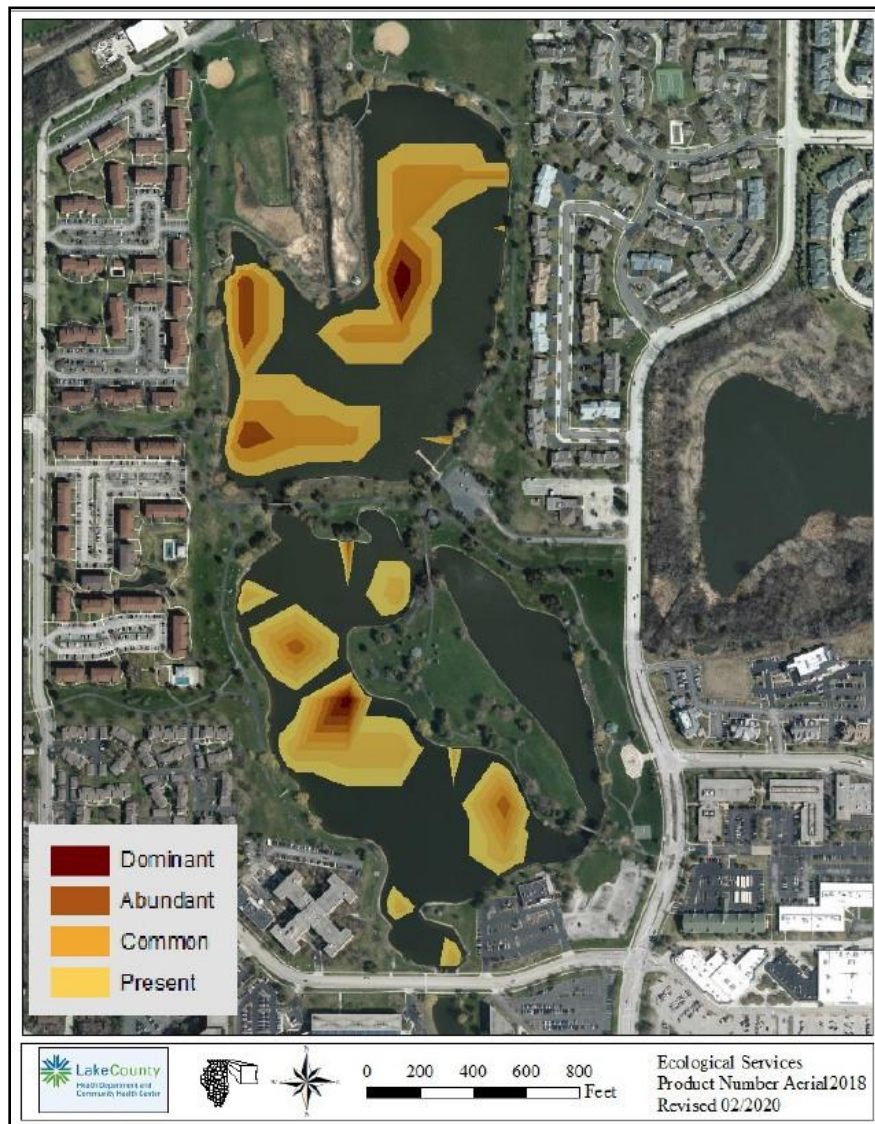 Dominant
Abundant
Common
Present
LakeCounty
Health Department and
Community Health Center
0 200 400 600 800
Feet
Ecological Services
Product Number Aerial2018
Revised 02/2020